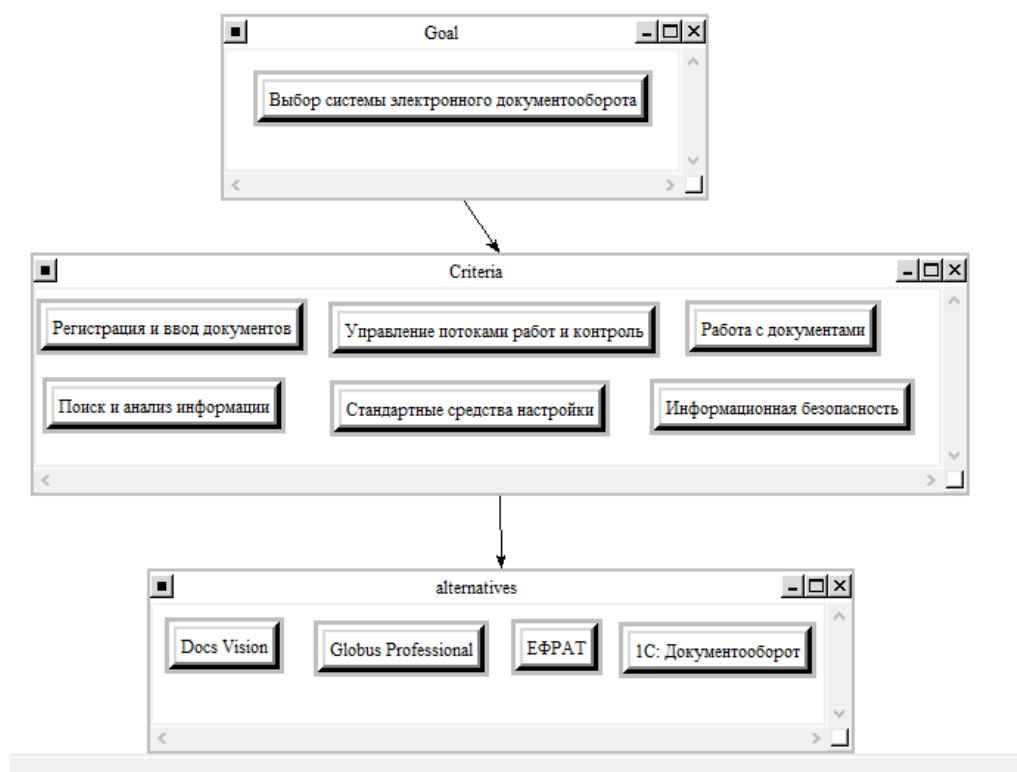 Goal
Выбор системы электронного документооборота
Criteria
Регистрация и ввод документов
Управление потоками работ и контроль
Работа с документами
Поиск и анализ информации
Стандартные средства настройки
Информационная безопасность
alternatives
Docs Vision
Globus Professional
ЕФРАТ
1С: Документооборот